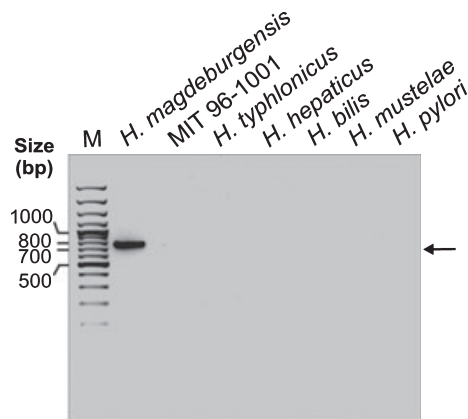 Size
(bp)
M
H. magdeburgensis
MIT 96-1001
H. typhlonicus
H. hepaticus
H. bilis
H. mustelae
H. pylori
1000
800
700
500